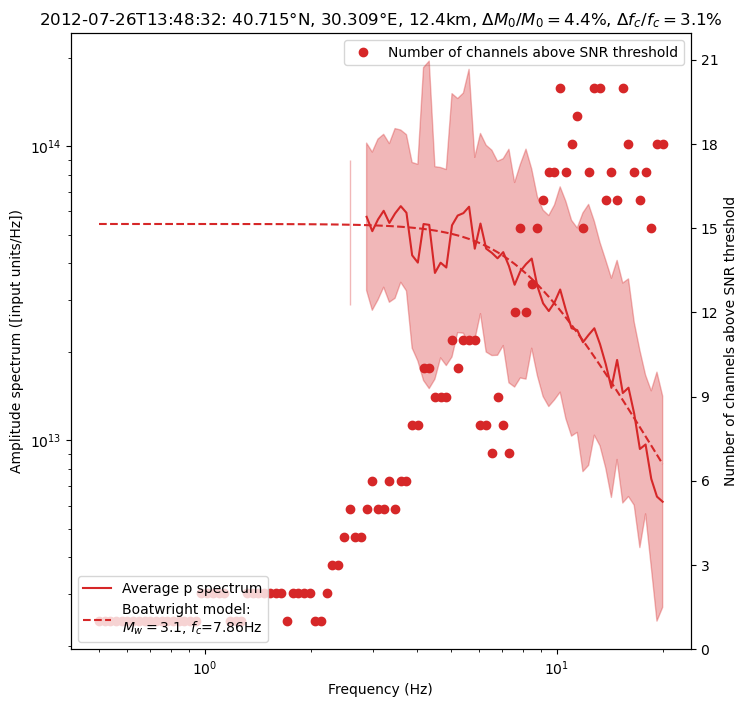 2012-07-26T13:48:32: 40.715°N, 30.309°E, 12.4km, ΔM₀/M₀ = 4.4%, Δf_c/f_c = 3.1%
Number of channels above SNR threshold
Amplitude spectrum ([input units/Hz])
10¹⁴
10¹³
21
18
15
12
9
6
3
0
Number of channels above SNR threshold
Average p spectrum
Boatwright model:
M_w = 3.1, f_c=7.86Hz
10⁰
10¹
Frequency (Hz)